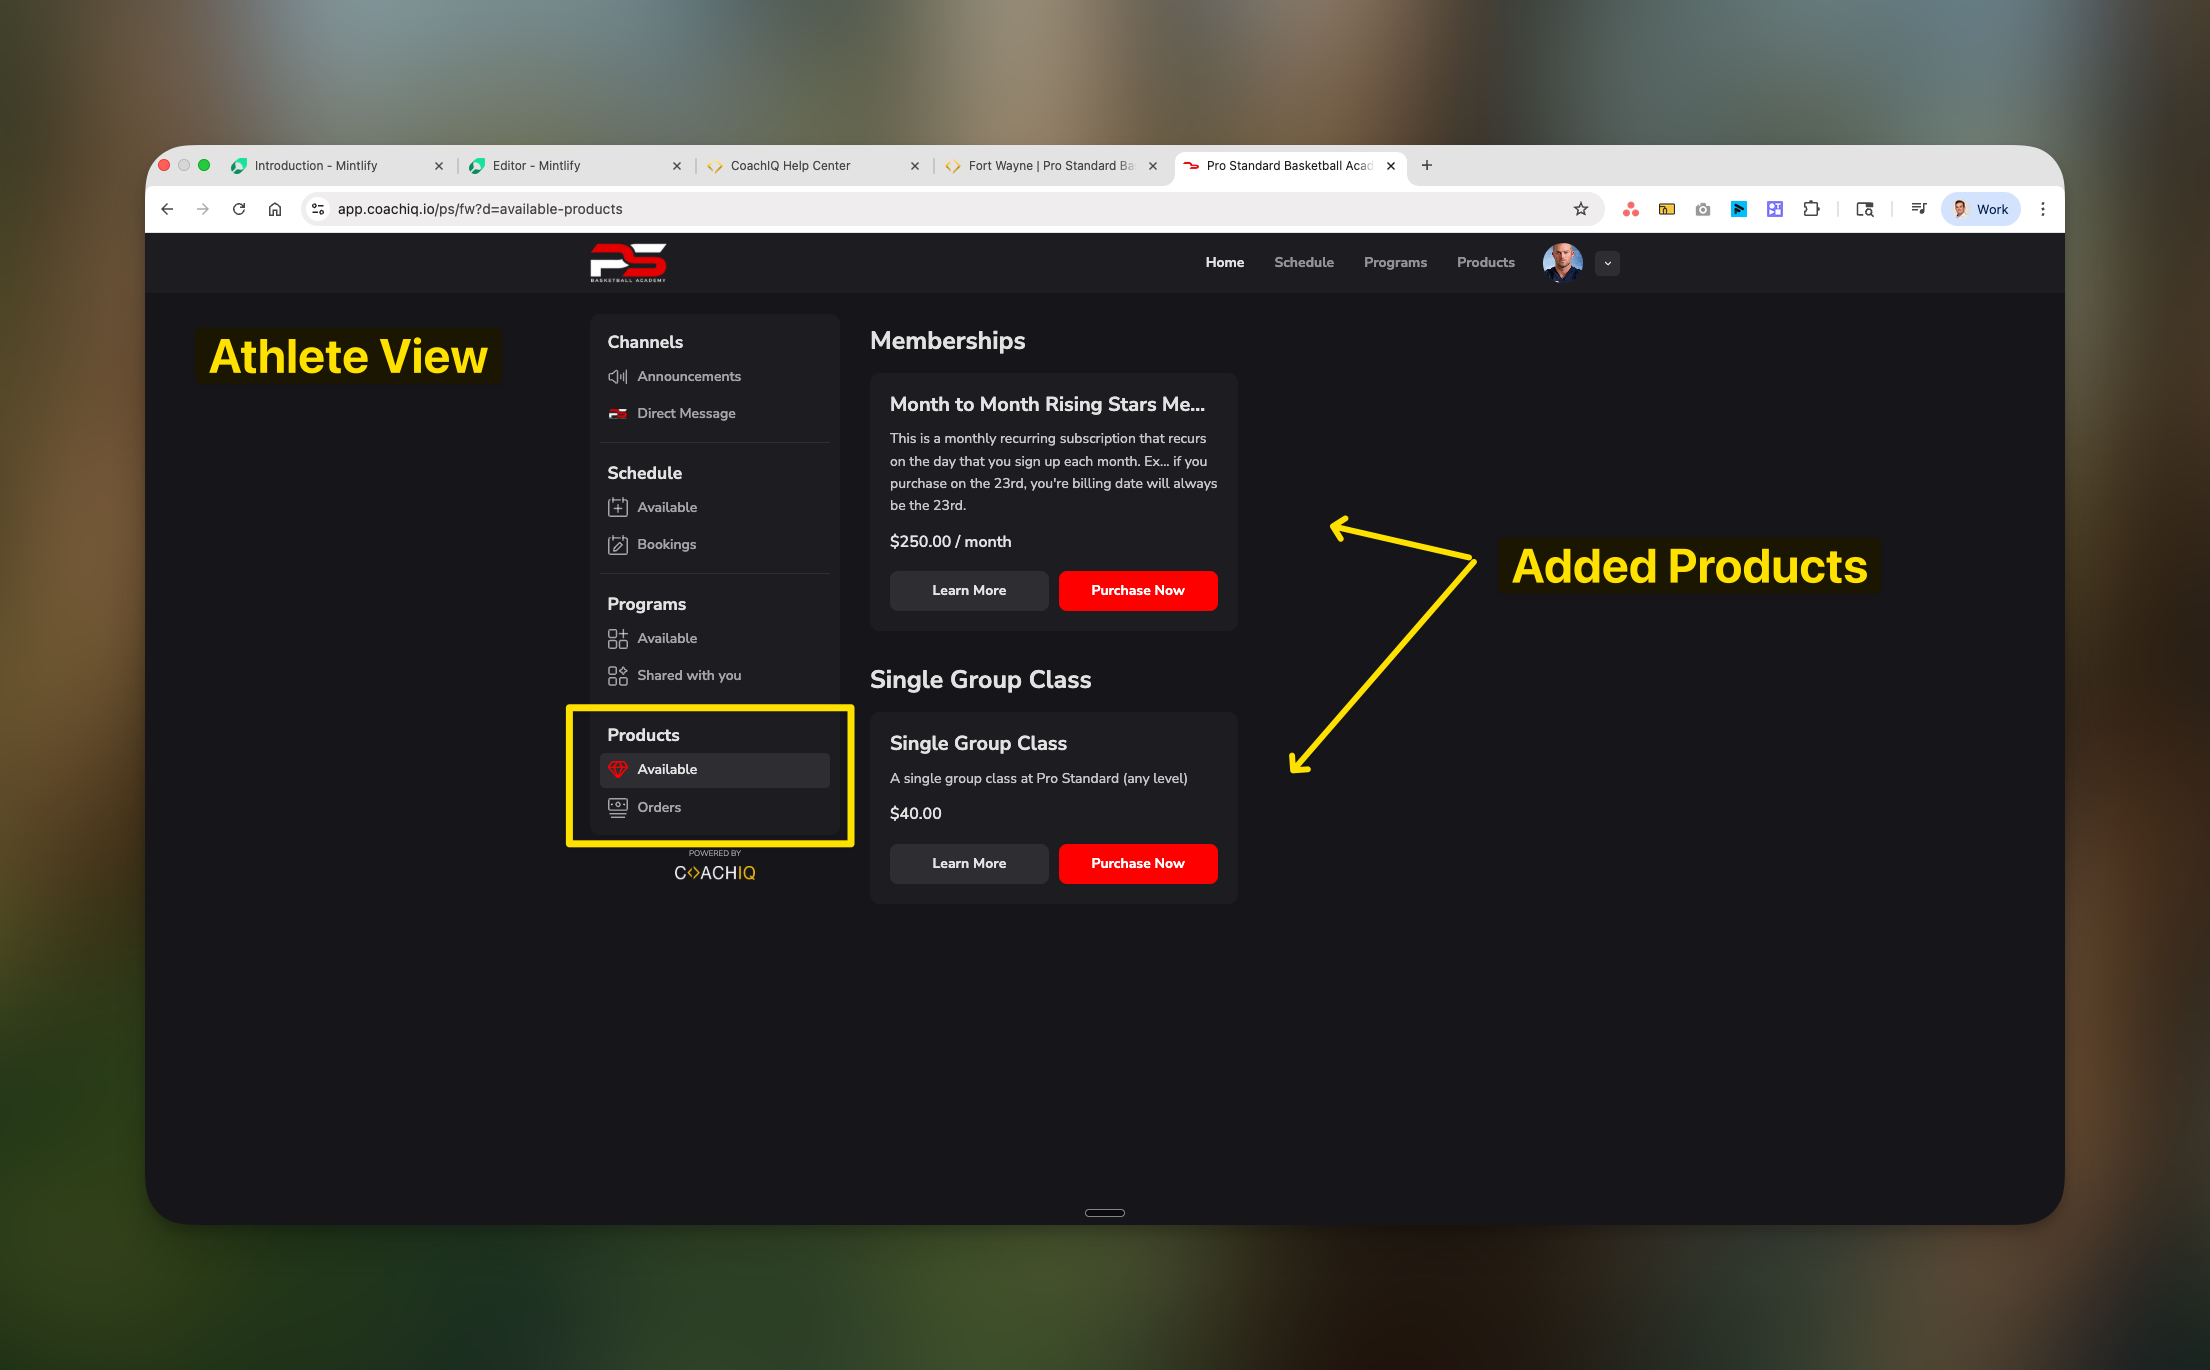 Introduction - Mintlify
Editor - Mintlify
CoachIQ Help Center
Fort Wayne | Pro Standard Ba
Pro Standard Basketball Acad
app.coachiq.io/ps/fw?d=available-products
Work
PS
BASKETBALL ACADEMY
Home
Schedule
Programs
Products
Athlete View
Channels
Announcements
Direct Message
Schedule
Available
Bookings
Programs
Available
Shared with you
Products
Available
Orders
POWERED BY
COACHIQ
Memberships
Month to Month Rising Stars Me...
This is a monthly recurring subscription that recurs
on the day that you sign up each month. Ex... if you
purchase on the 23rd, you're billing date will always
be the 23rd.
$250.00 / month
Learn More
Purchase Now
Single Group Class
Single Group Class
A single group class at Pro Standard (any level)
$40.00
Learn More
Purchase Now
Added Products